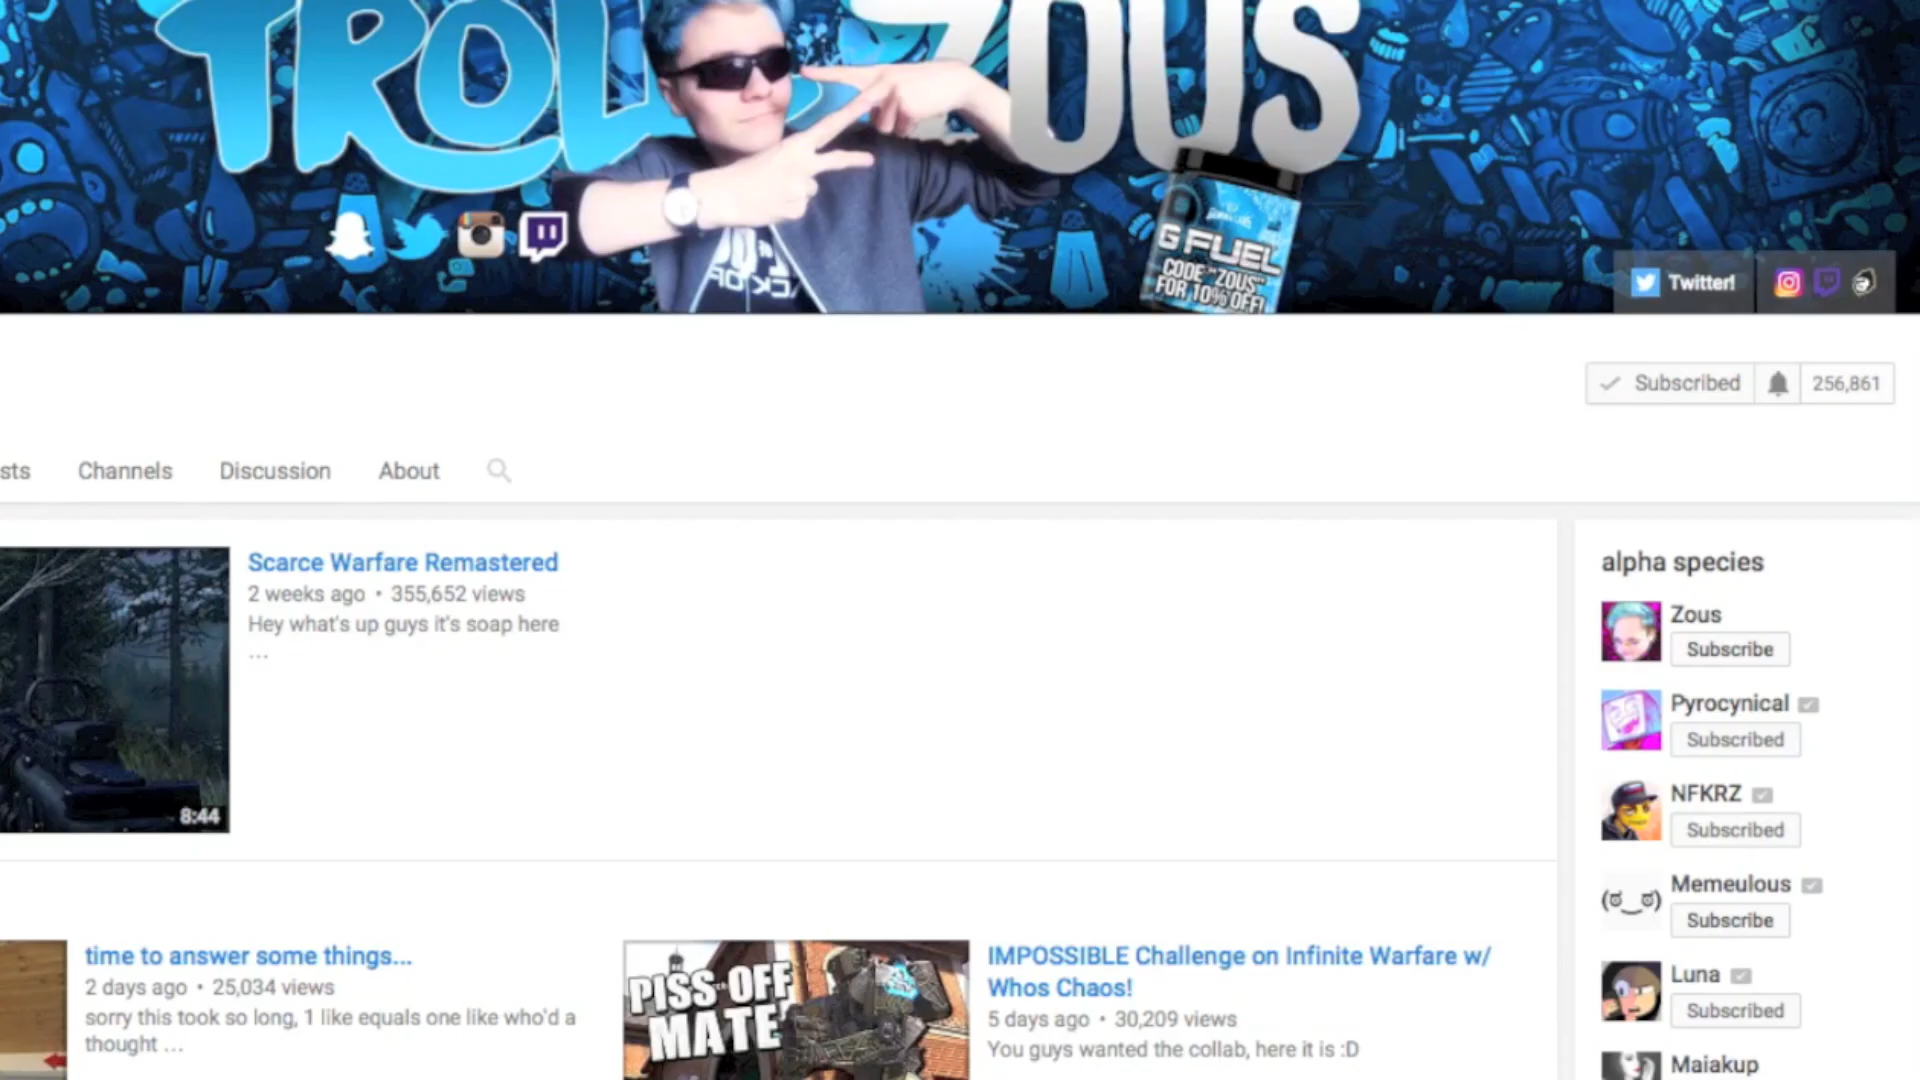 TROLL ZOUS
G FUEL
CODE "ZOUS"
FOR 10% OFF!
Twitter!
Subscribed 256,861
sts Channels Discussion About
Scarce Warfare Remastered
2 weeks ago • 355,652 views
Hey what's up guys it's soap here
...
8:44
time to answer some things...
2 days ago • 25,034 views
sorry this took so long, 1 like equals one like who'd a
thought ...
PISS OFF
MATE
IMPOSSIBLE Challenge on Infinite Warfare w/
Whos Chaos!
5 days ago • 30,209 views
You guys wanted the collab, here it is :D
alpha species
Zous
Subscribe
Pyrocynical
Subscribed
NFKRZ
Subscribed
Memeulous
Subscribe
Luna
Subscribed
Maiakup